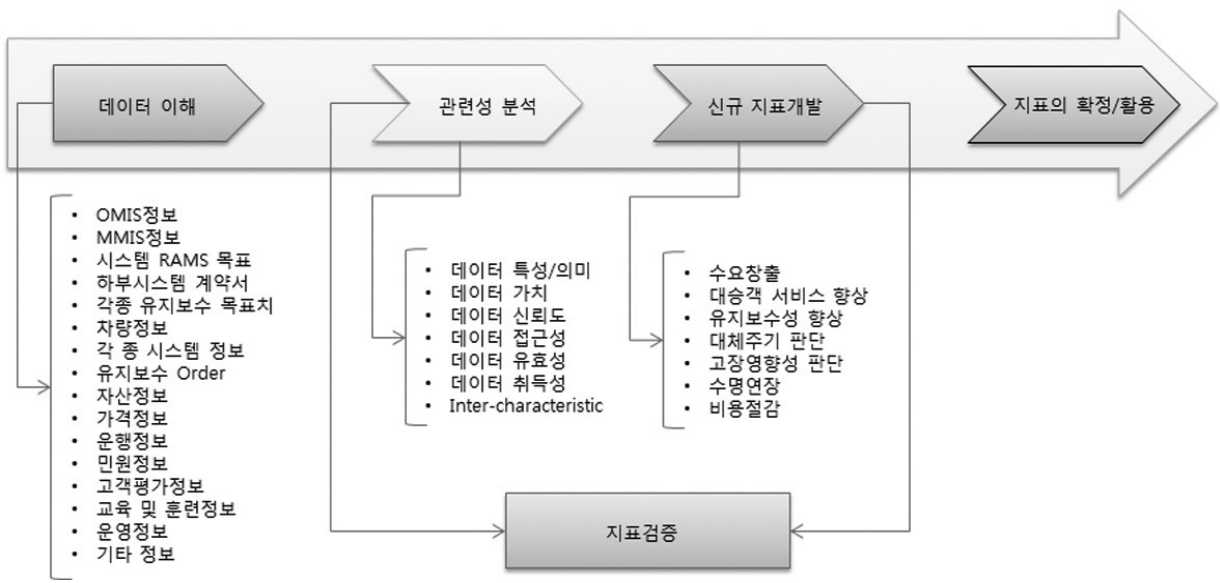 데이터 이해
관련성 분석
신규 지표개발
지표의 확정/활용
• OMIS정보
• MMIS정보
• 시스템 RAMS 목표
• 하부시스템 계약서
• 각종 유지보수 목표치
• 차량정보
• 각 종 시스템 정보
• 유지보수 Order
• 자산정보
• 가격정보
• 운행정보
• 민원정보
• 고객평가정보
• 교육 및 훈련정보
• 운영정보
• 기타 정보
• 데이터 특성/의미
• 데이터 가치
• 데이터 신뢰도
• 데이터 접근성
• 데이터 유효성
• 데이터 취득성
• Inter-characteristic
• 수요창출
• 대승객 서비스 향상
• 유지보수성 향상
• 대체주기 판단
• 고장영향성 판단
• 수명연장
• 비용절감
지표검증